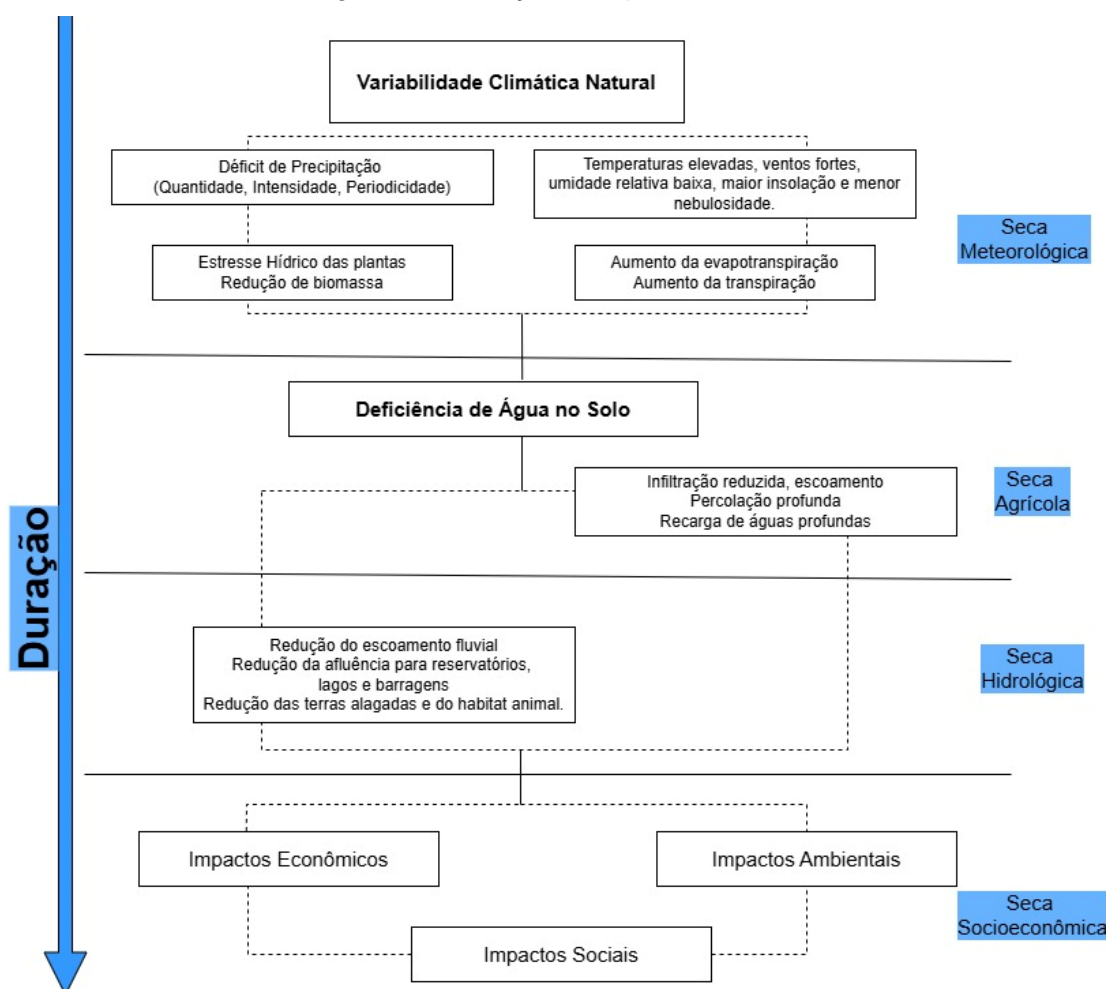 Variabilidade Climática Natural
Déficit de Precipitação
(Quantidade, Intensidade, Periodicidade)
Temperaturas elevadas, ventos fortes,
umidade relativa baixa, maior insolação e menor
nebulosidade.
Seca
Meteorológica
Estresse Hídrico das plantas
Redução de biomassa
Aumento da evapotranspiração
Aumento da transpiração
Deficiência de Água no Solo
Infiltração reduzida, escoamento
Percolação profunda
Recarga de águas profundas
Seca
Agrícola
Duração
Redução do escoamento fluvial
Redução da afluência para reservatórios,
lagos e barragens
Redução das terras alagadas e do habitat animal.
Seca
Hidrológica
Impactos Econômicos
Impactos Ambientais
Seca
Socioeconômica
Impactos Sociais